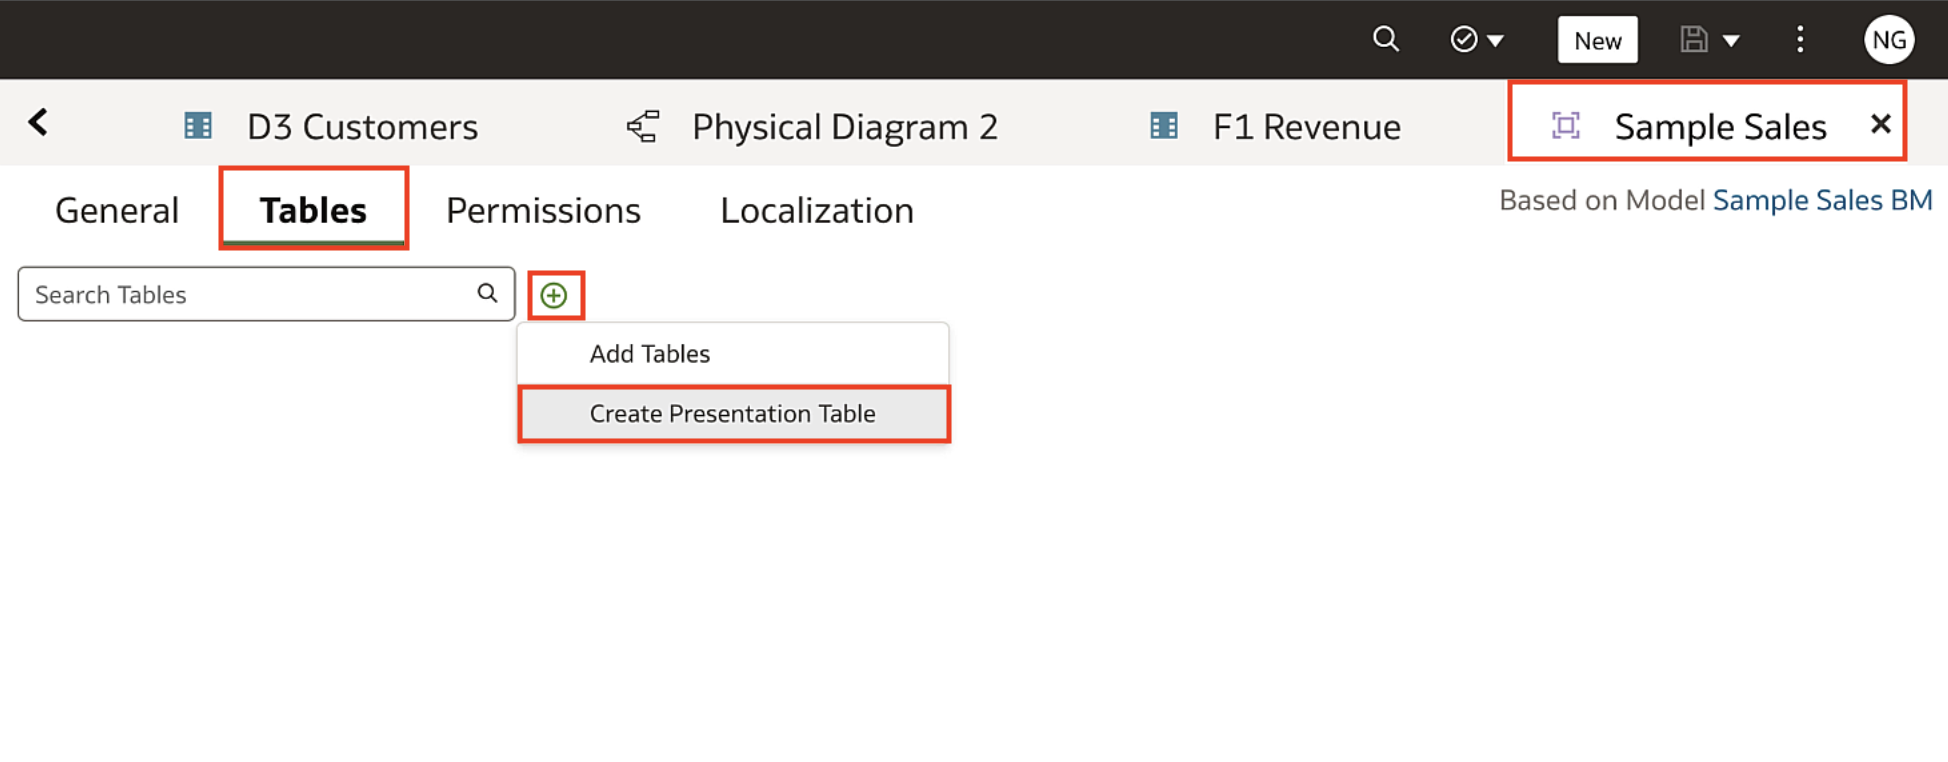 New
NG
D3 Customers
Physical Diagram 2
F1 Revenue
Sample Sales
General
Tables
Permissions
Localization
Based on Model Sample Sales BM
Search Tables
Add Tables
Create Presentation Table